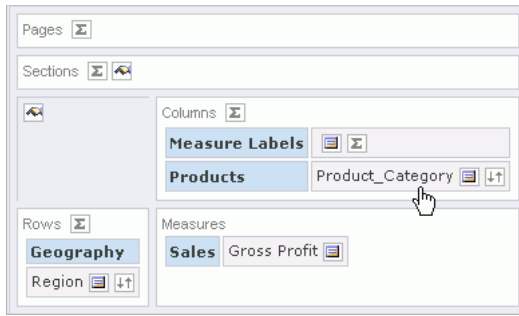 Pages Σ
Sections Σ
Columns Σ
Measure Labels Σ
Products Product_Category
Rows Σ
Geography
Region
Measures
Sales Gross Profit